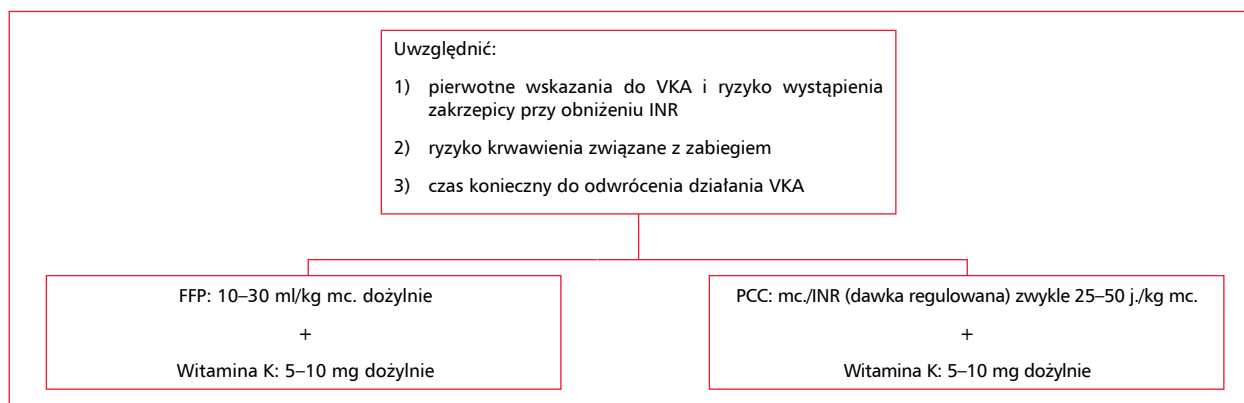 Uwzględnić:
1) pierwotne wskazania do VKA i ryzyko wystąpienia
zakrzepicy przy obniżeniu INR
2) ryzyko krwawienia związane z zabiegiem
3) czas konieczny do odwrócenia działania VKA
FFP: 10–30 ml/kg mc. dożylnie
+
Witamina K: 5–10 mg dożylnie
PCC: mc./INR (dawka regulowana) zwykle 25–50 j./kg mc.
+
Witamina K: 5–10 mg dożylnie